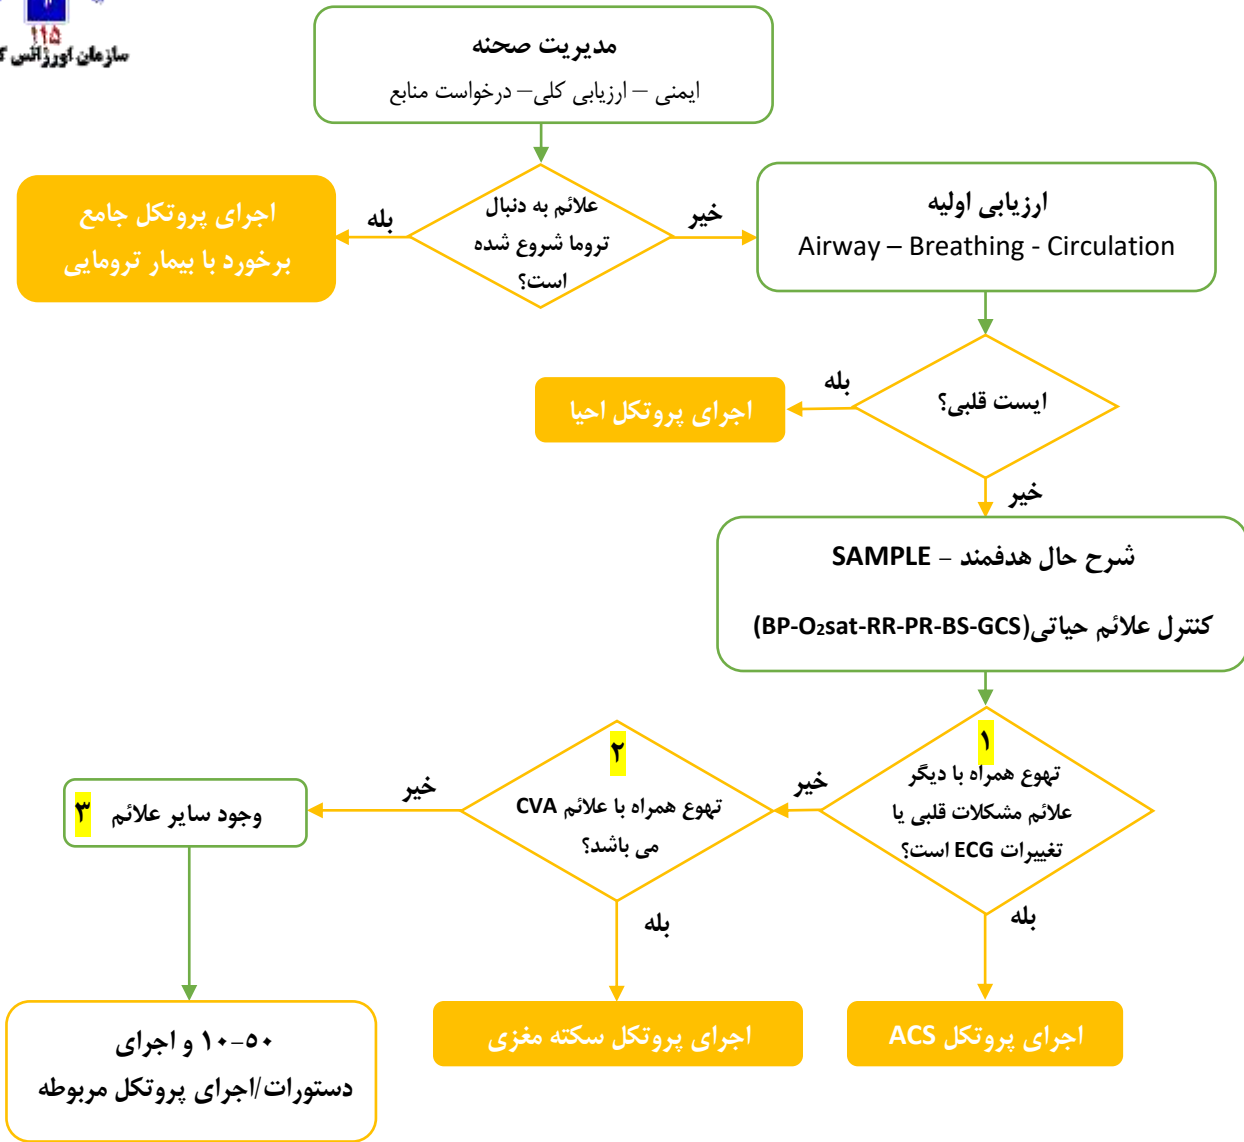 ۱۱۵
سازمان اورژانس
مدیریت صحنه
ایمنی – ارزیابی کلی – درخواست منابع
علائم به دنبال
تروما شروع شده
است؟
بله
اجرای پروتکل جامع
برخورد با بیمار ترومایی
خیر
ارزیابی اولیه
Airway – Breathing - Circulation
ایست قلبی؟
بله
اجرای پروتکل احیا
خیر
شرح حال هدفمند – SAMPLE
کنترل علائم حیاتی(BP-O₂sat-RR-PR-BS-GCS)
۱
تهوع همراه با دیگر
علائم مشکلات قلبی یا
تغییرات ECG است؟
بله
اجرای پروتکل ACS
خیر
۲
تهوع همراه با علائم CVA
می باشد؟
بله
اجرای پروتکل سکته مغزی
خیر
وجود سایر علائم ۳
۱۰-۵۰ و اجرای
دستورات/اجرای پروتکل مربوطه